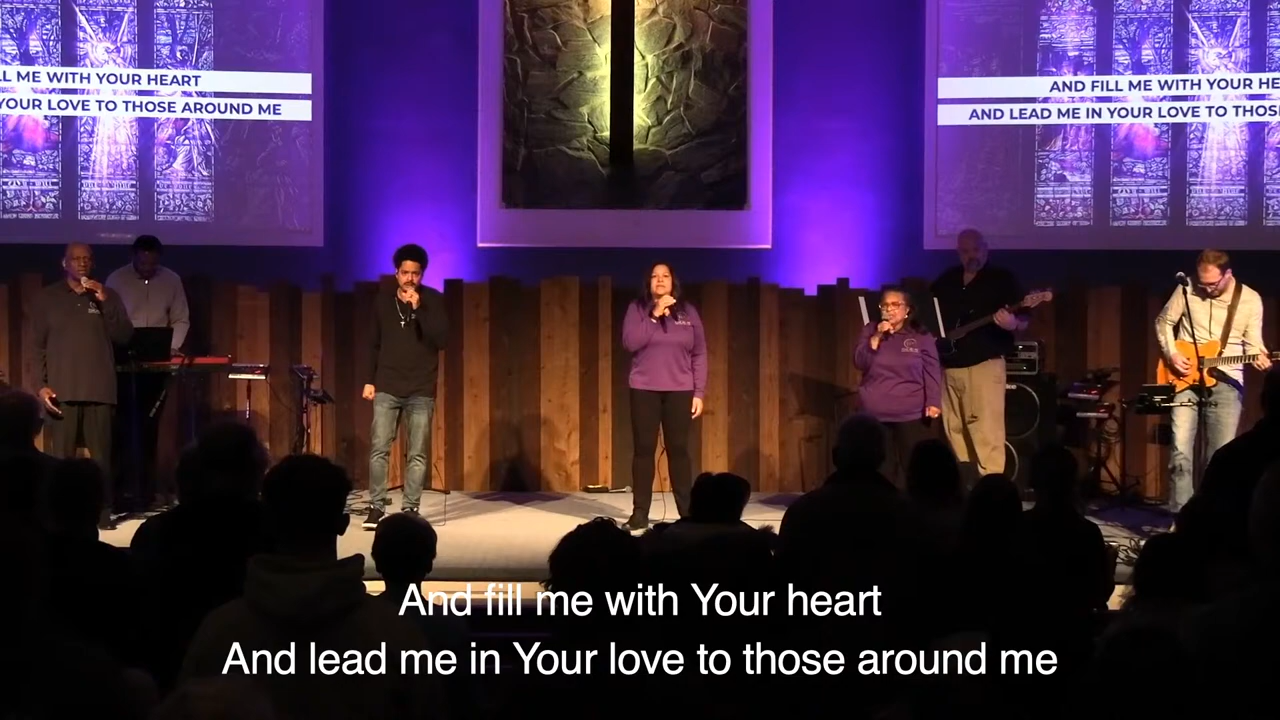 LL ME WITH YOUR HEART
YOUR LOVE TO THOSE AROUND ME
AND FILL ME WITH YOUR HE
AND LEAD ME IN YOUR LOVE TO THOS
And fill me with Your heart
And lead me in Your love to those around me